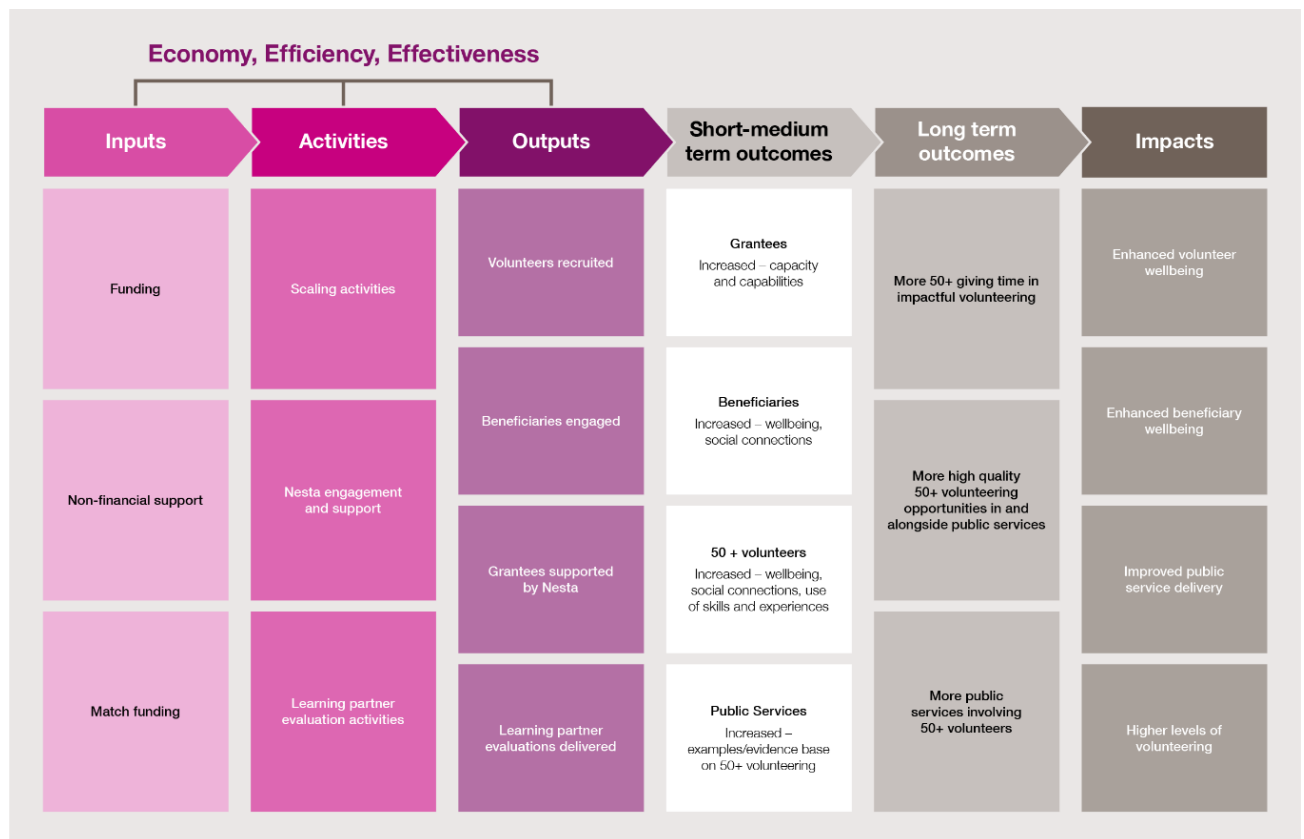 Economy, Efficiency, Effectiveness
Inputs
Activities
Outputs
Short-medium
term outcomes
Long term
outcomes
Impacts
Funding
Non-financial support
Match funding
Scaling activities
Nesta engagement
and support
Learning partner
evaluation activities
Volunteers recruited
Beneficiaries engaged
Grantees supported
by Nesta
Learning partner
evaluations delivered
Grantees
Increased – capacity
and capabilities
Beneficiaries
Increased – wellbeing,
social connections
50 + volunteers
Increased – wellbeing,
social connections, use
of skills and experiences
Public Services
Increased –
examples/evidence base
on 50+ volunteering
More 50+ giving time in
impactful volunteering
More high quality
50+ volunteering
opportunities in and
alongside public services
More public
services involving
50+ volunteers
Enhanced volunteer
wellbeing
Enhanced beneficiary
wellbeing
Improved public
service delivery
Higher levels of
volunteering